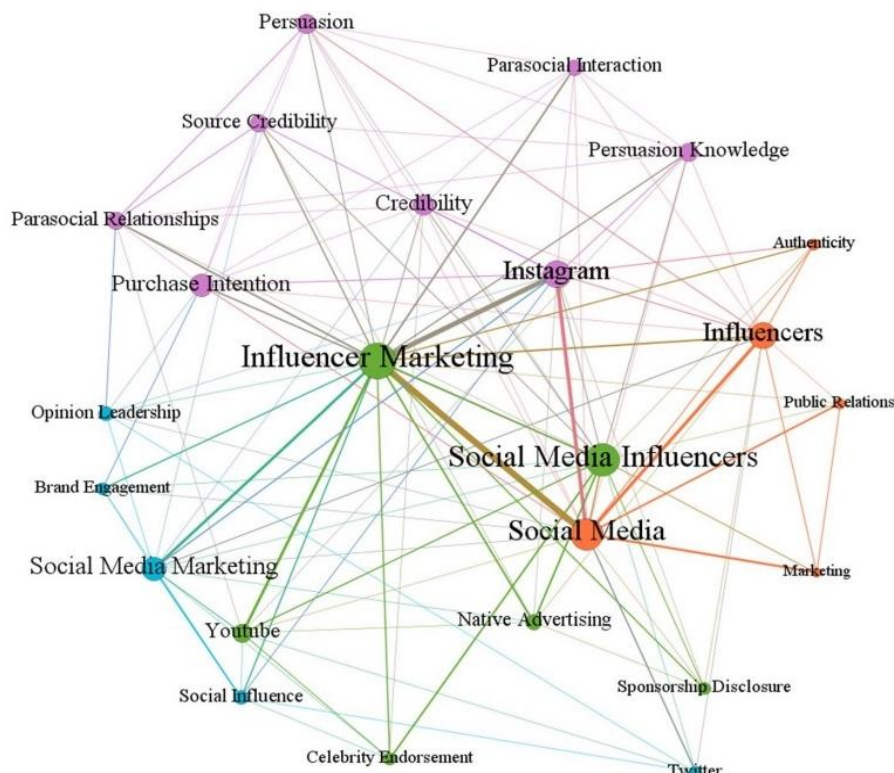 Persuasion
Parasocial Interaction
Source Credibility
Persuasion Knowledge
Credibility
Parasocial Relationships
Authenticity
Instagram
Purchase Intention
Influencers
Influencer Marketing
Public Relations
Opinion Leadership
Social Media Influencers
Brand Engagement
Social Media
Social Media Marketing
Marketing
Native Advertising
Youtube
Sponsorship Disclosure
Social Influence
Celebrity Endorsement
Twitter